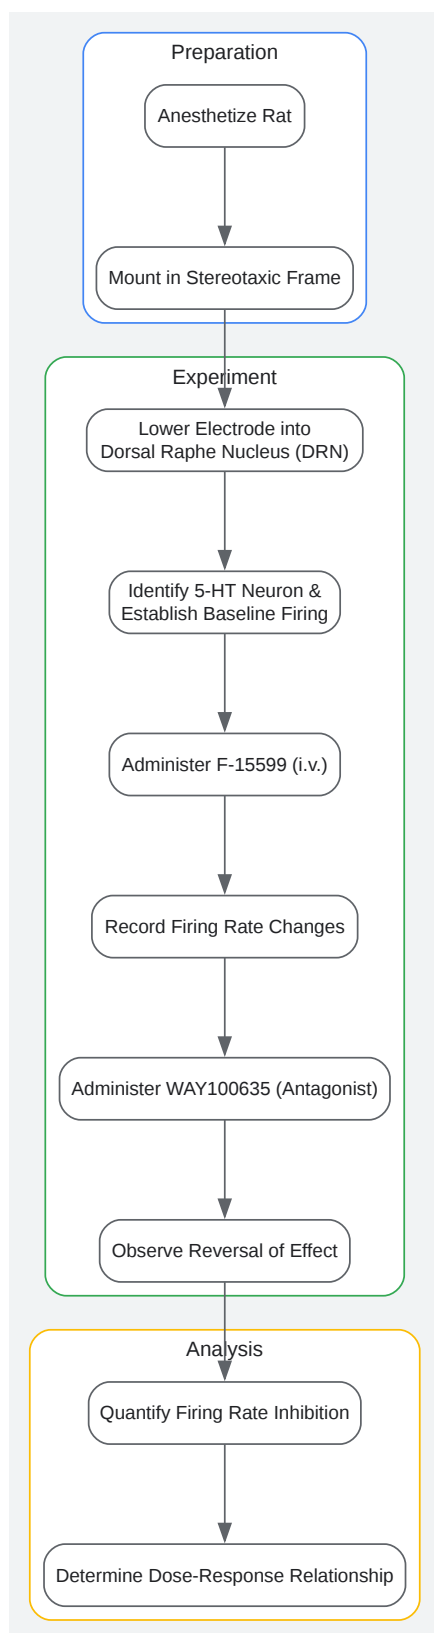 Preparation
Anesthetize Rat
Mount in Stereotaxic Frame
Experiment
Lower Electrode into
Dorsal Raphe Nucleus (DRN)
Identify 5-HT Neuron &
Establish Baseline Firing
Administer F-15599 (i.v.)
Record Firing Rate Changes
Administer WAY100635 (Antagonist)
Observe Reversal of Effect
Analysis
Quantify Firing Rate Inhibition
Determine Dose-Response Relationship